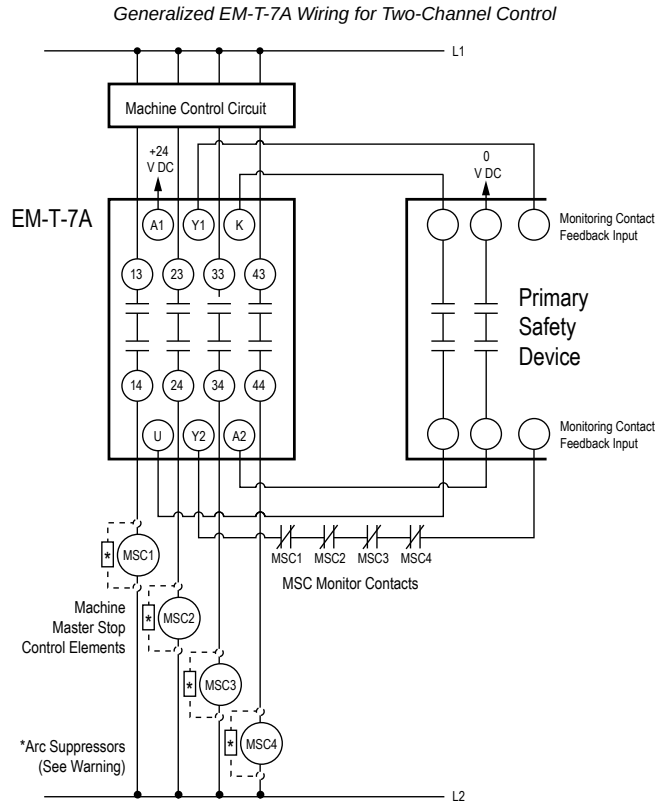 Generalized EM-T-7A Wiring for Two-Channel Control
L1
Machine Control Circuit
+24
V DC
0
V DC
EM-T-7A
A1
Y1
K
Monitoring Contact
Feedback Input
13
23
33
43
Primary
Safety
Device
14
24
34
44
U
Y2
A2
Monitoring Contact
Feedback Input
MSC1
MSC2
MSC3
MSC4
MSC Monitor Contacts
*
MSC1
Machine
Master Stop
Control Elements
*
MSC2
*
MSC3
*
MSC4
*Arc Suppressors
(See Warning)
L2